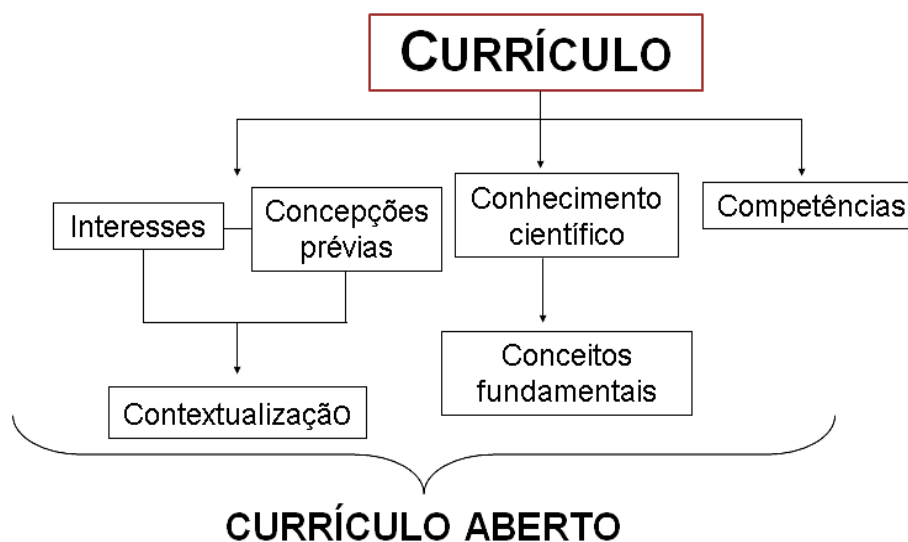 CURRÍCULO
Interesses
Concepções
prévias
Conhecimento
científico
Competências
Contextualização
Conceitos
fundamentais
CURRÍCULO ABERTO